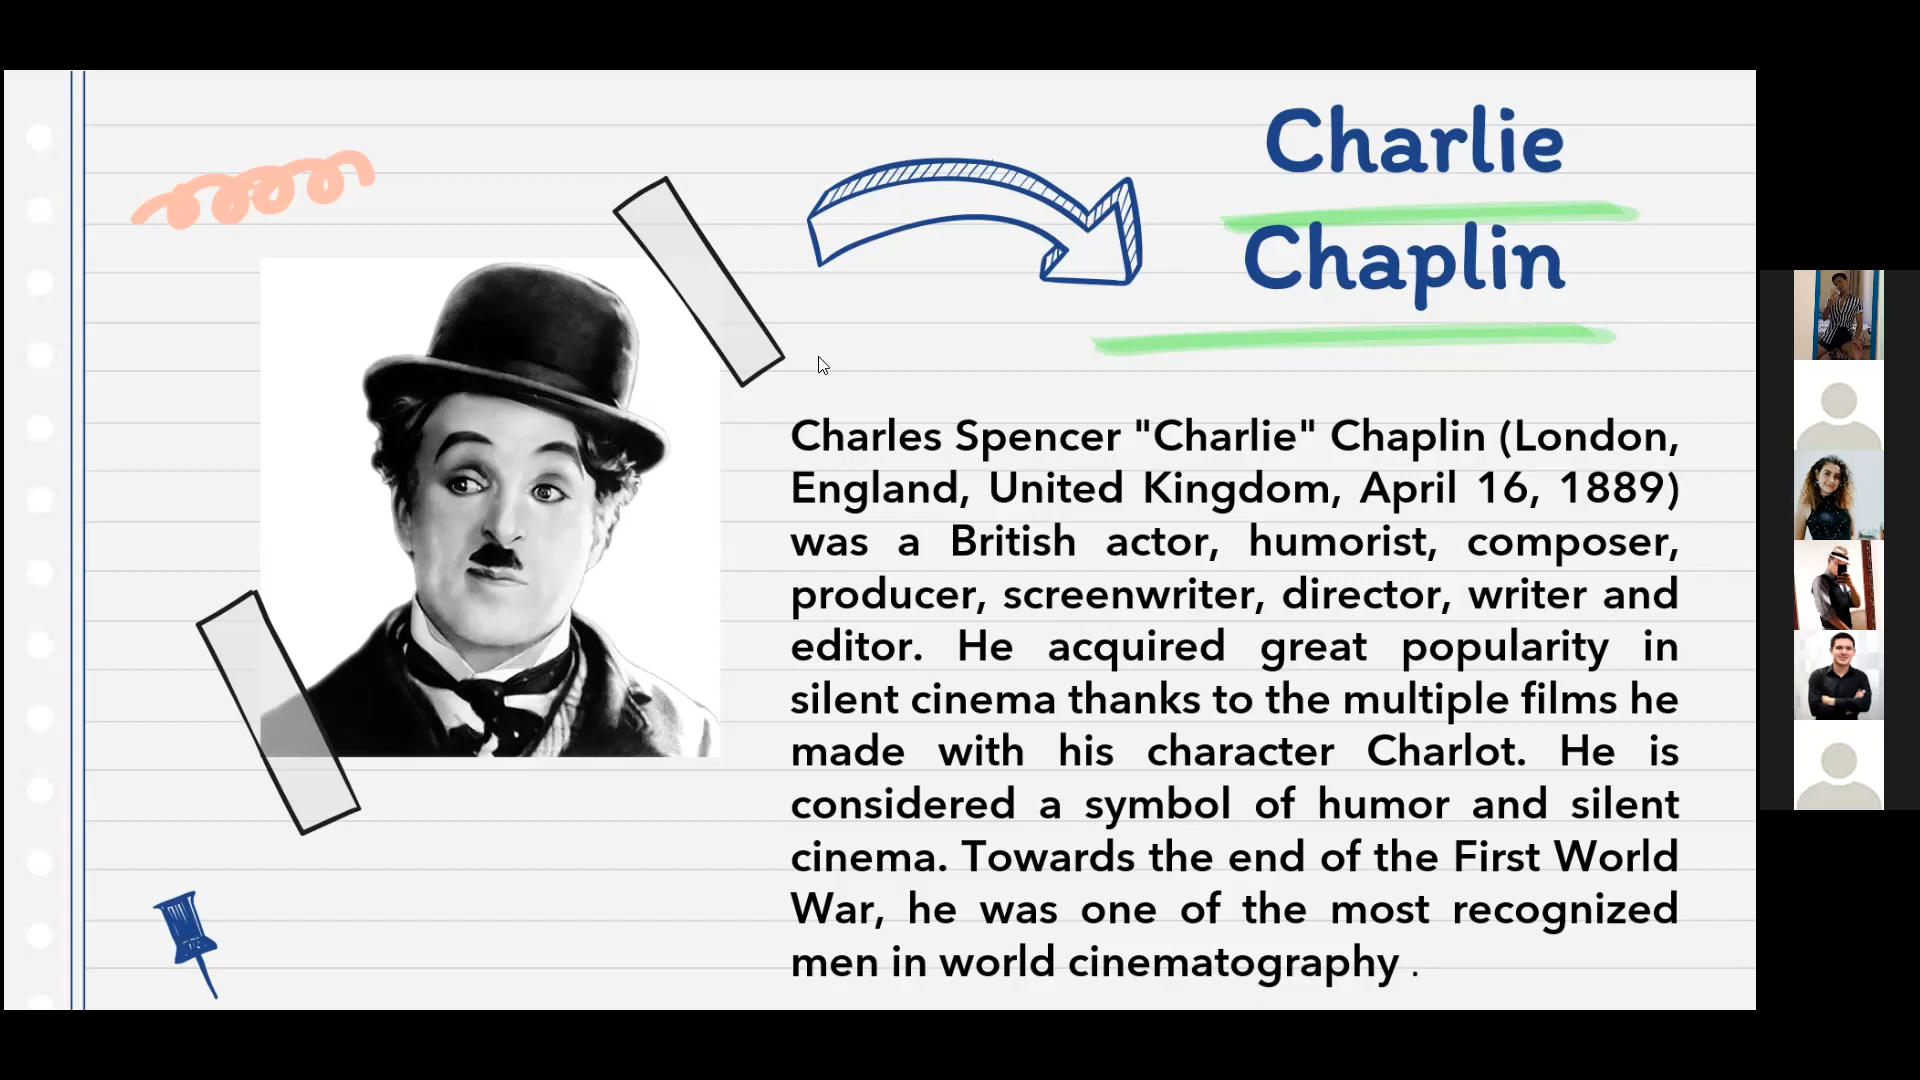 Charlie
Chaplin
Charles Spencer "Charlie" Chaplin (London,
England, United Kingdom, April 16, 1889)
was a British actor, humorist, composer,
producer, screenwriter, director, writer and
editor. He acquired great popularity in
silent cinema thanks to the multiple films he
made with his character Charlot. He is
considered a symbol of humor and silent
cinema. Towards the end of the First World
War, he was one of the most recognized
men in world cinematography .